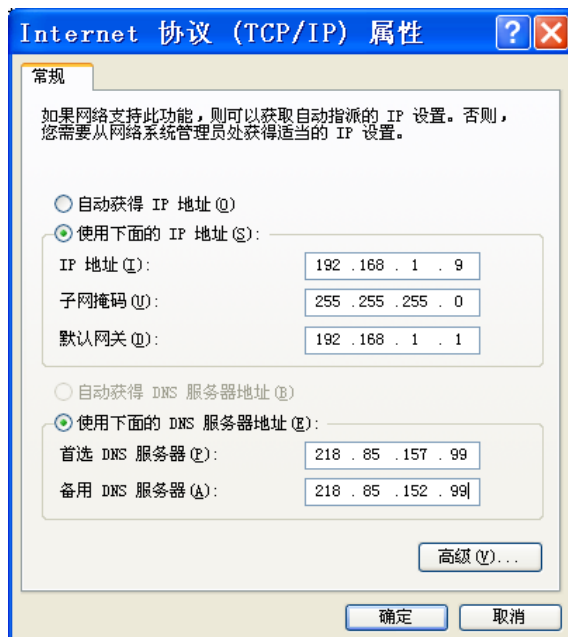 Internet 协议 (TCP/IP) 属性
常规
如果网络支持此功能，则可以获取自动指派的 IP 设置。否则，
您需要从网络系统管理员处获得适当的 IP 设置。
自动获得 IP 地址(O)
使用下面的 IP 地址(S):
IP 地址(I): 192 .168 . 1 . 9
子网掩码(U): 255 .255 .255 . 0
默认网关(D): 192 .168 . 1 . 1
自动获得 DNS 服务器地址(B)
使用下面的 DNS 服务器地址(E):
首选 DNS 服务器(P): 218 . 85 .157 . 99
备用 DNS 服务器(A): 218 . 85 .152 . 99
高级(V)...
确定 取消